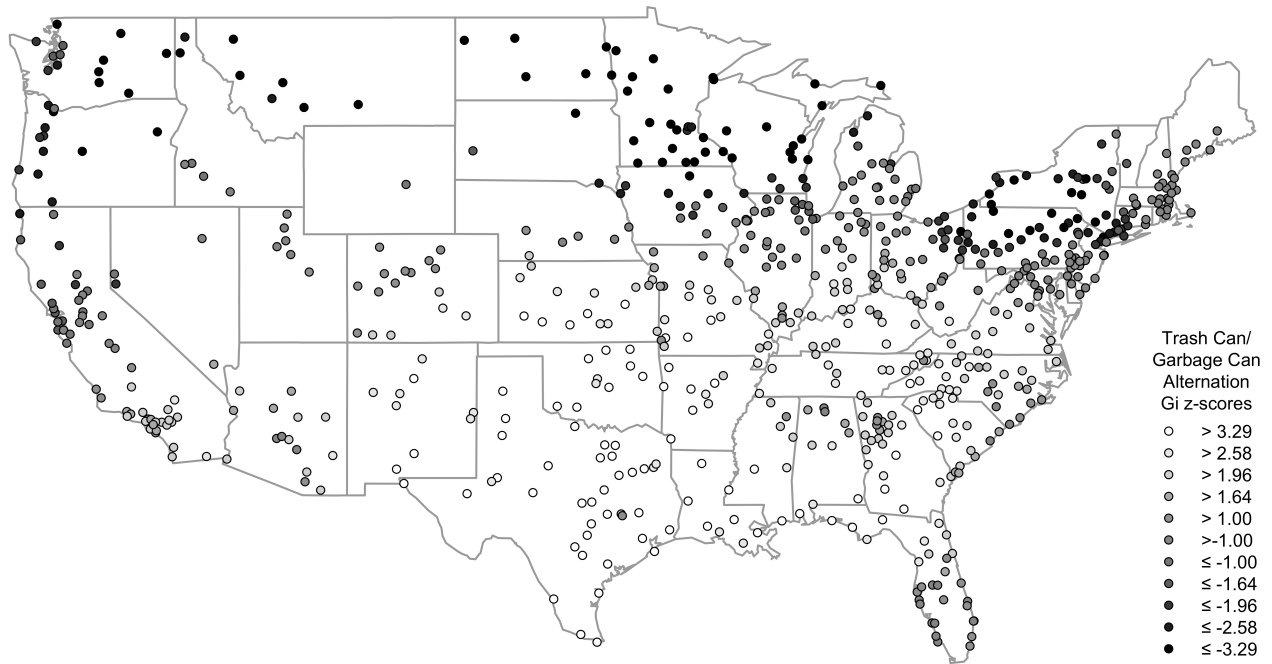 Trash Can/
Garbage Can
Alternation
Gi z-scores
> 3.29
> 2.58
> 1.96
> 1.64
> 1.00
>-1.00
≤ -1.00
≤ -1.64
≤ -1.96
≤ -2.58
≤ -3.29